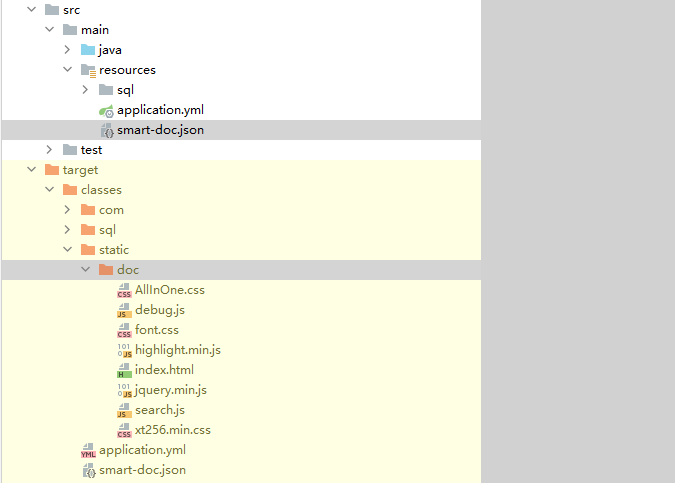 src
main
java
resources
sql
application.yml
smart-doc.json
test
target
classes
com
sql
static
doc
AllInOne.css
debug.js
font.css
highlight.min.js
index.html
jquery.min.js
search.js
xt256.min.css
application.yml
smart-doc.json